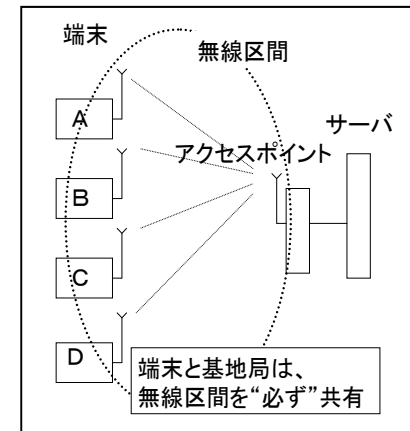 端末
無線区間
サーバ
アクセスポイント
A
B
C
D
端末と基地局は、
無線区間を“必ず”共有